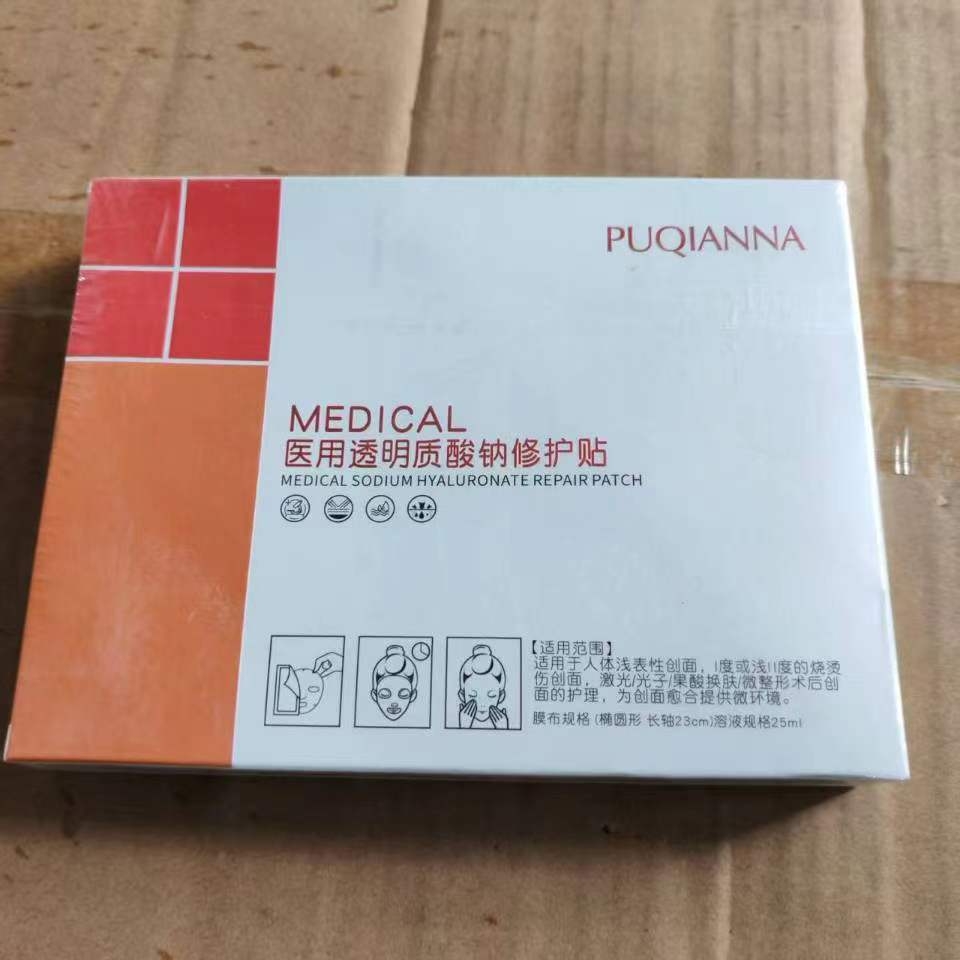 PUQIANNA
MEDICAL
医用透明质酸钠修护贴
MEDICAL SODIUM HYALURONATE REPAIR PATCH
【适用范围】
适用于人体浅表性创面，I度或浅II度的烧烫
伤创面，激光/光子/果酸换肤/微整形术后创
面的护理，为创面愈合提供微环境。
膜布规格 (椭圆形 长轴23cm)溶液规格25ml